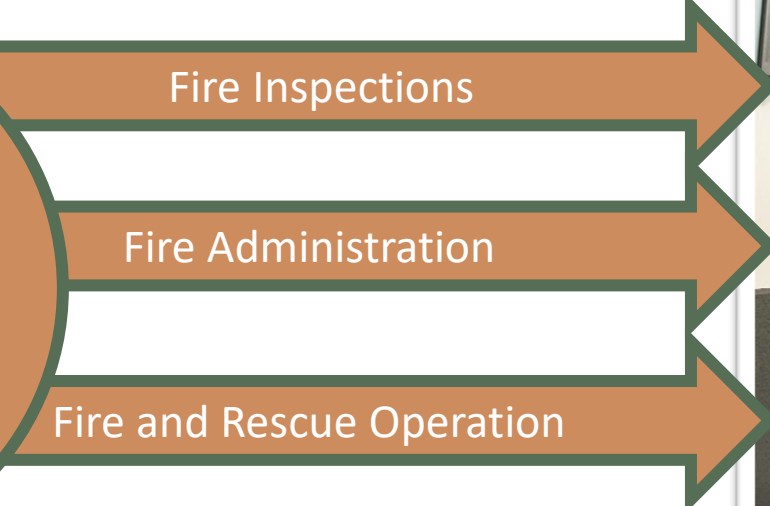 Fire Inspections
Fire Administration
Fire and Rescue Operation